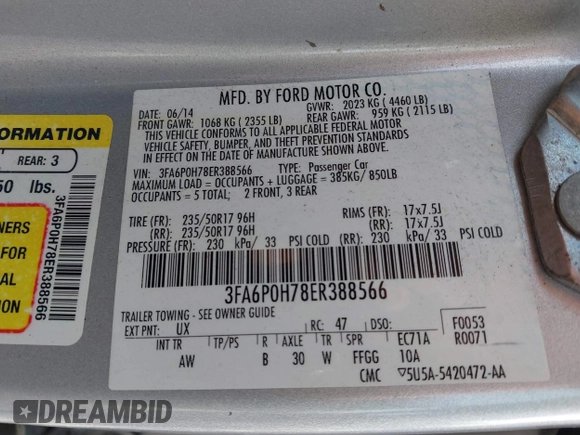 MFD. BY FORD MOTOR CO.
DATE: 06/14 GVWR: 2023 KG ( 4460 LB)
FRONT GAWR: 1068 KG ( 2355 LB) REAR GAWR: 959 KG ( 2115 LB)
THIS VEHICLE CONFORMS TO ALL APPLICABLE FEDERAL MOTOR
VEHICLE SAFETY, BUMPER, AND THEFT PREVENTION STANDARDS
IN EFFECT ON THE DATE OF MANUFACTURE SHOWN ABOVE.
VIN: 3FA6P0H78ER388566 TYPE: Passenger Car
MAXIMUM LOAD = OCCUPANTS + LUGGAGE = 385KG/ 850LB
OCCUPANTS = 5 TOTAL: 2 FRONT, 3 REAR
TIRE (FR): 235/50R17 96H RIMS (FR): 17x7.5J
(RR): 235/50R17 96H (RR): 17x7.5J
PRESSURE (FR): 230 kPa/ 33 PSI COLD (RR): 230 kPa/ 33 PSI COLD
3FA6P0H78ER388566
TRAILER TOWING - SEE OWNER GUIDE
EXT PNT: UX RC: 47 DSO: F0053
INT TR TP/PS R AXLE TR SPR EC71A R0071
AW B 30 W FFGG 10A
CMC ▽5U5A-5420472-AA
ORMATION
REAR: 3
50 lbs.
NERS
FOR
AL
TION
3FA6P0H78ER388566
DREAMBID